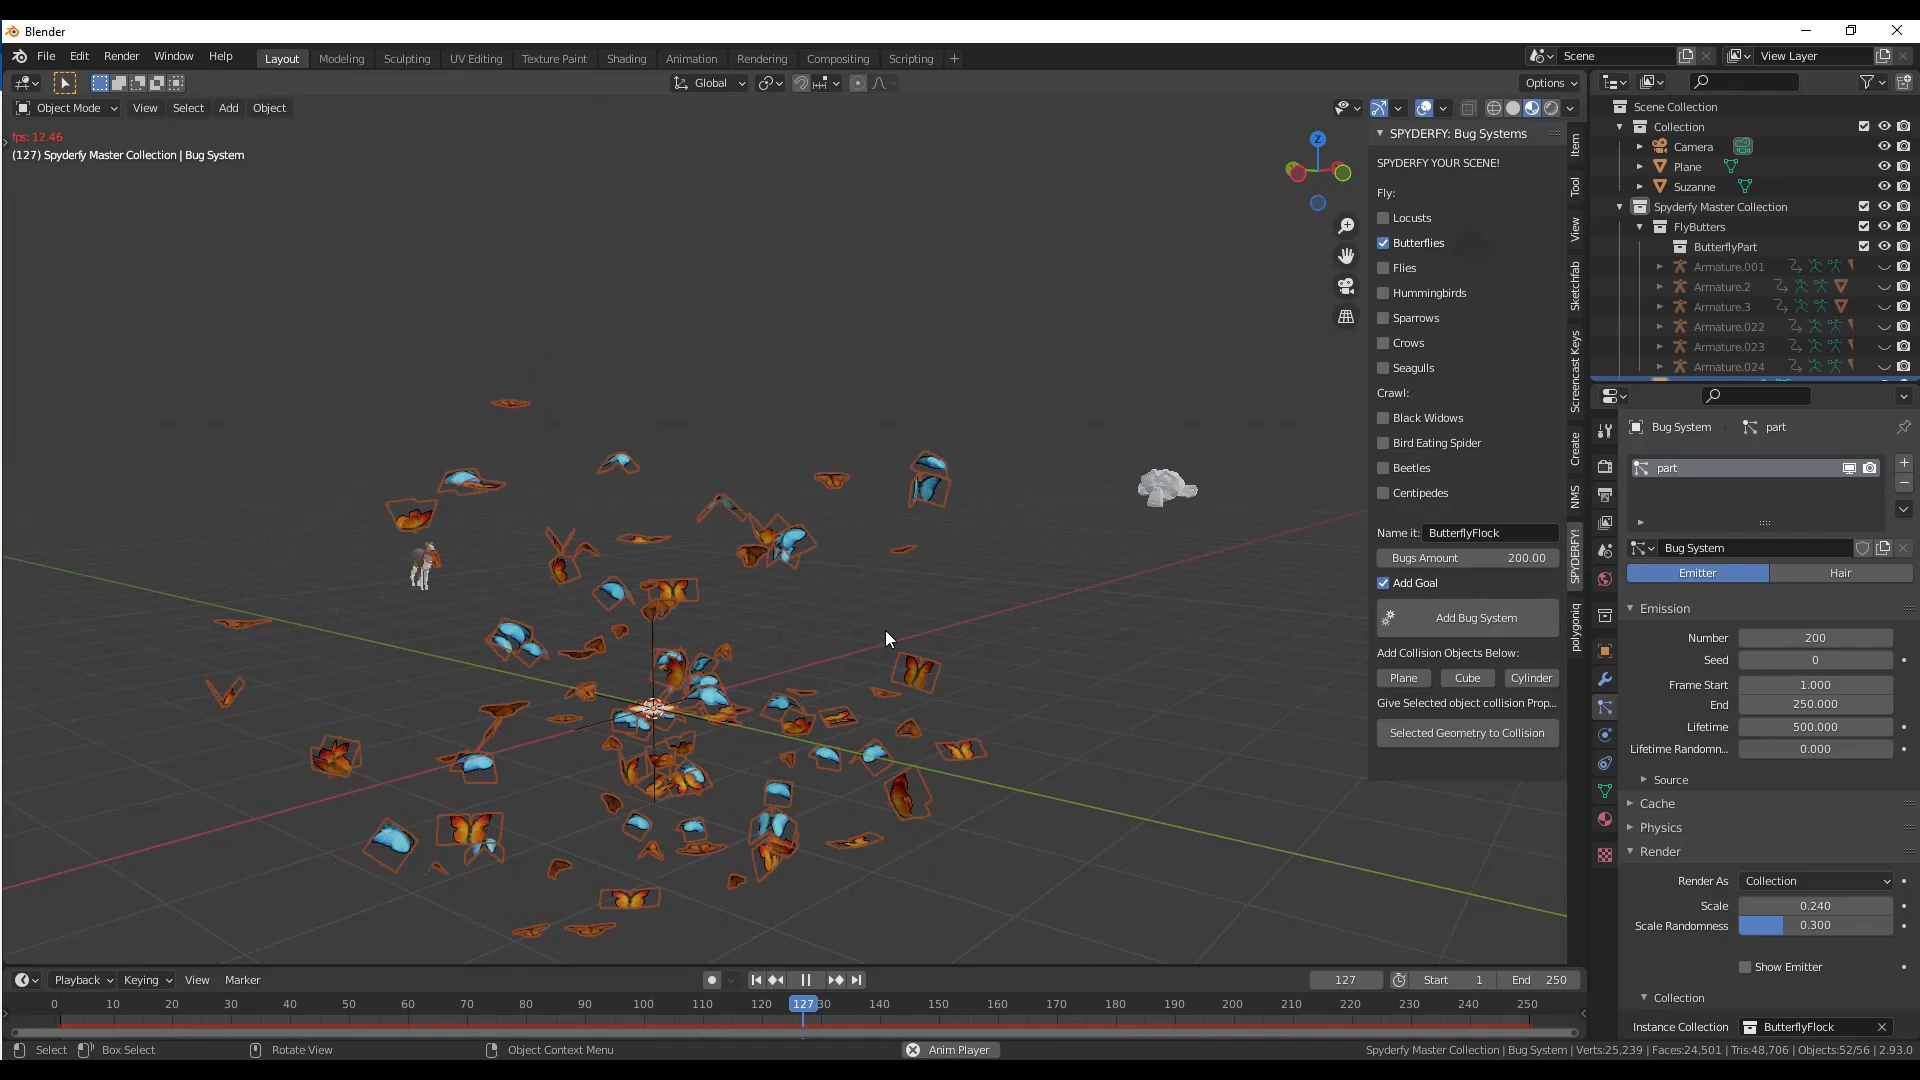 Blender
File Edit Render Window Help
Layout Modeling Sculpting UV Editing Texture Paint Shading Animation Rendering Compositing Scripting +
Scene
View Layer
Global
Options
Object Mode View Select Add Object
fps: 12.46
(127) Spyderfy Master Collection | Bug System
Z
SPYDERFY: Bug Systems
SPYDERFY YOUR SCENE!
Fly:
Locusts
Butterflies
Flies
Hummingbirds
Sparrows
Crows
Seagulls
Crawl:
Black Widows
Bird Eating Spider
Beetles
Centipedes
Name it: ButterflyFlock
Bugs Amount 200.00
Add Goal
Add Bug System
Add Collision Objects Below:
Plane Cube Cylinder
Give Selected object collision Prop...
Selected Geometry to Collision
Item
Tool
View
Sketchfab
Screencast Keys
Create
NMS
SPYDERFY!
polygoniq
Scene Collection
Collection
Camera
Plane
Suzanne
Spyderfy Master Collection
FlyButters
ButterflyPart
Armature.001
Armature.2
Armature.3
Armature.022
Armature.023
Armature.024
Bug System part
part
Bug System
Emitter Hair
Emission
Number 200
Seed 0
Frame Start 1.000
End 250.000
Lifetime 500.000
Lifetime Randomn... 0.000
Source
Cache
Physics
Render
Render As Collection
Scale 0.240
Scale Randomness 0.300
Show Emitter
Collection
Instance Collection ButterflyFlock
Playback Keying View Marker
127 Start 1 End 250
0 10 20 30 40 50 60 70 80 90 100 110 120 127 30 140 150 160 170 180 190 200 210 220 230 240 250
Select Box Select Rotate View Object Context Menu Anim Player
Spyderfy Master Collection | Bug System | Verts:25,239 | Faces:24,501 | Tris:48,706 | Objects:52/56 | 2.93.0